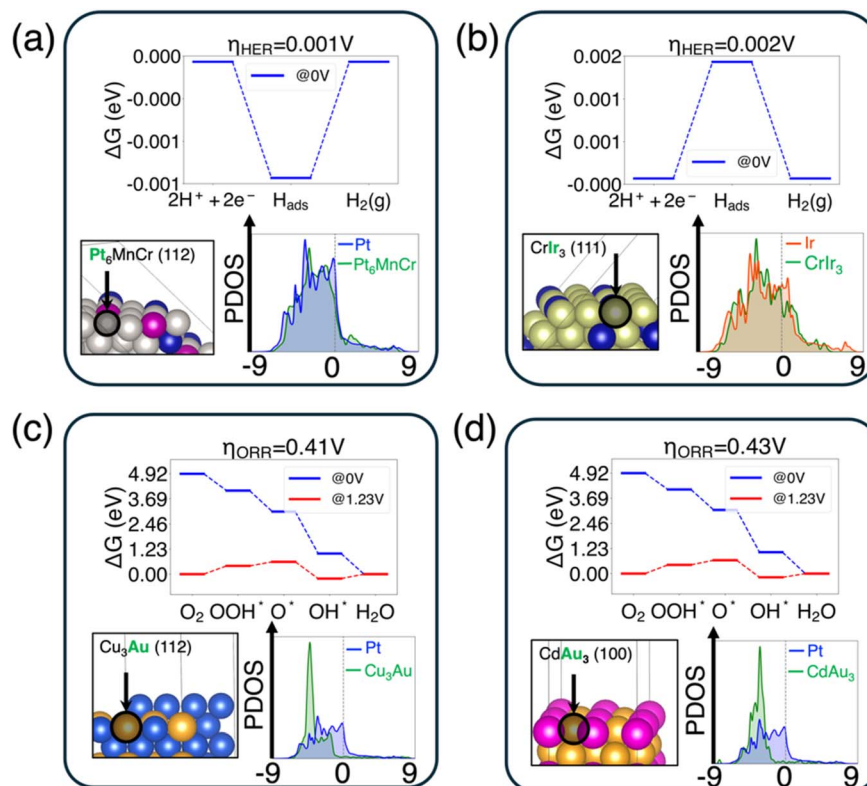 (a)
ηHER=0.001V
0.000
-0.000
-0.001
-0.001
ΔG (eV)
@0V
2H⁺ + 2e⁻ Hads H₂(g)
Pt₆MnCr (112)
PDOS
Pt
Pt₆MnCr
-9 0 9
(b)
ηHER=0.002V
0.002
0.002
0.001
0.000
-0.000
ΔG (eV)
@0V
2H⁺ + 2e⁻ Hads H₂(g)
CrIr₃ (111)
PDOS
Ir
CrIr₃
-9 0 9
(c)
ηORR=0.41V
4.92
3.69
2.46
1.23
0.00
ΔG (eV)
@0V
@1.23V
O₂ OOH* O* OH* H₂O
Cu₃Au (112)
PDOS
Pt
Cu₃Au
-9 0 9
(d)
ηORR=0.43V
4.92
3.69
2.46
1.23
0.00
ΔG (eV)
@0V
@1.23V
O₂ OOH* O* OH* H₂O
CdAu₃ (100)
PDOS
Pt
CdAu₃
-9 0 9